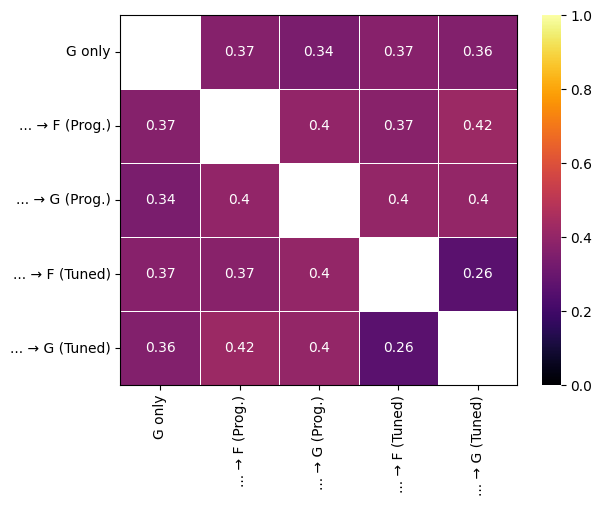 G only
0.37
0.34
0.37
0.36
... → F (Prog.)
0.37
0.4
0.37
0.42
... → G (Prog.)
0.34
0.4
0.4
0.4
... → F (Tuned)
0.37
0.37
0.4
0.26
... → G (Tuned)
0.36
0.42
0.4
0.26
G only
... → F (Prog.)
... → G (Prog.)
... → F (Tuned)
... → G (Tuned)
1.0
0.8
0.6
0.4
0.2
0.0